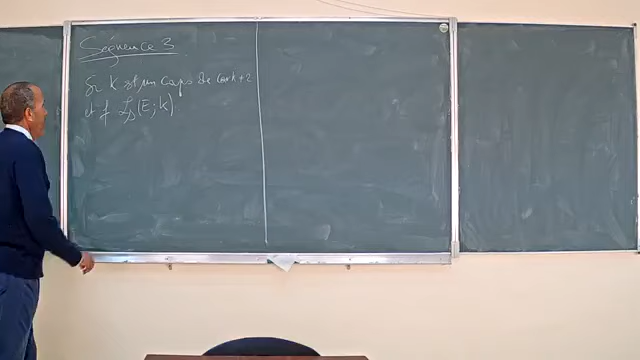 Séquence 3
Si K est un corps de car K ≠ 2
et f L_s(E; K)